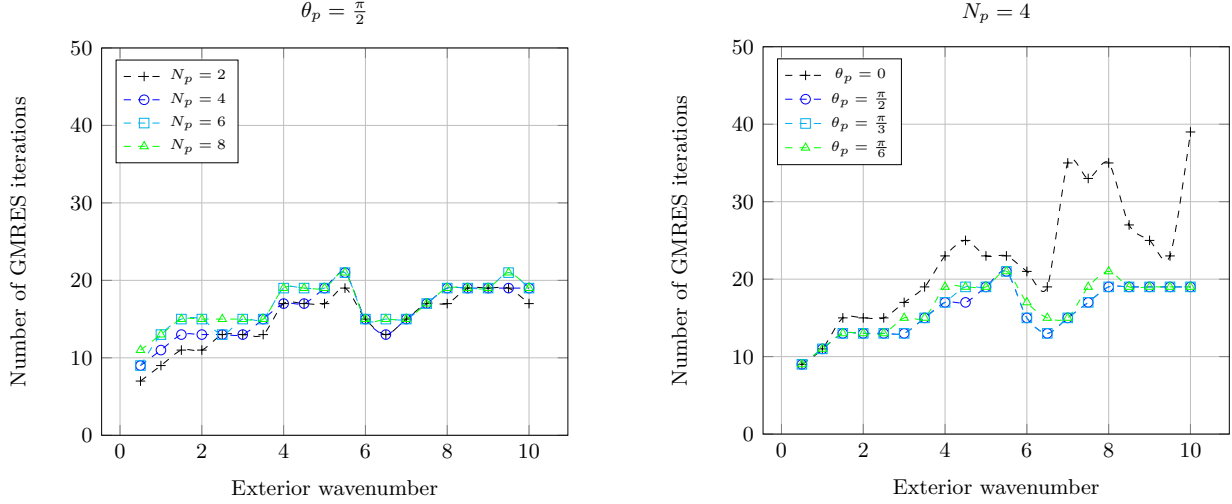 θ_p = π/2
50
40
30
20
10
0
0 2 4 6 8 10
Number of GMRES iterations
Exterior wavenumber
N_p = 2
N_p = 4
N_p = 6
N_p = 8
N_p = 4
50
40
30
20
10
0
0 2 4 6 8 10
Number of GMRES iterations
Exterior wavenumber
θ_p = 0
θ_p = π/2
θ_p = π/3
θ_p = π/6